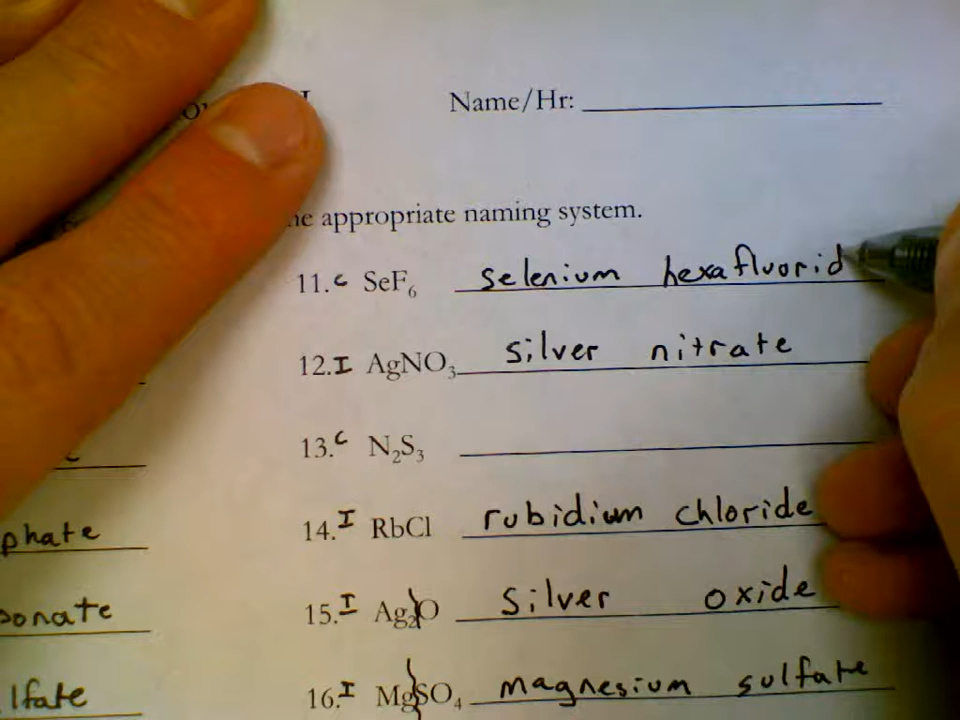 Name/Hr:
appropriate naming system.
11. c SeF₆ selenium hexafluorid
12. I AgNO₃ silver nitrate
13. c N₂S₃
14. I RbCl rubidium chloride
phate
15. I Ag₂O silver oxide
onate
16. I MgSO₄ magnesium sulfate
lfate